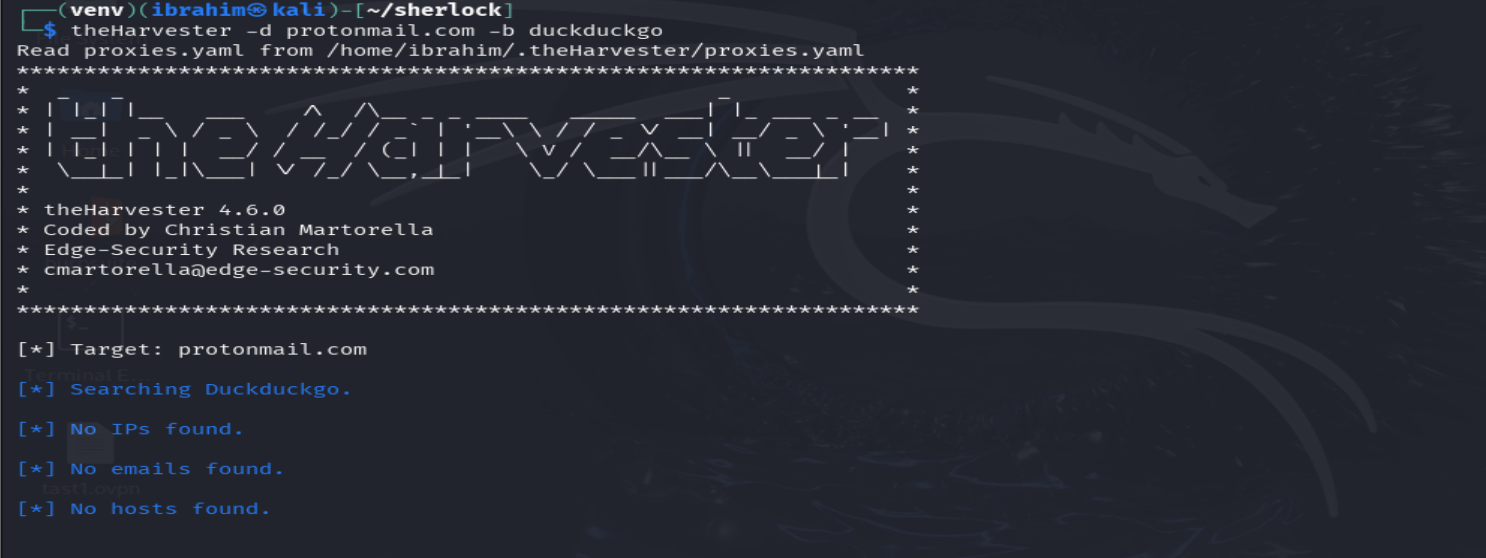 ┌──(venv)(ibrahim㉿kali)-[~/sherlock]
└─$ theHarvester -d protonmail.com -b duckduckgo
Read proxies.yaml from /home/ibrahim/.theHarvester/proxies.yaml
*******************************************************************
*  _   _                                            _             *
* | |_| |__   ___    /\  /\__ _ _ ____   _____  ___| |_ ___ _ __  *
* | __|  _ \ / _ \  / /_/ / _` | '__\ \ / / _ \/ __| __/ _ \ '__| *
* | |_| | | |  __/ / __  / (_| | |   \ V /  __/\__ \ ||  __/ |    *
*  \__|_| |_|\___| \/ /_/ \__,_|_|    \_/ \___||___/\__\___|_|    *
*                                                                 *
* theHarvester 4.6.0                                              *
* Coded by Christian Martorella                                   *
* Edge-Security Research                                          *
* cmartorella@edge-security.com                                   *
*                                                                 *
*******************************************************************
[*] Target: protonmail.com
Terminal E...
[*] Searching Duckduckgo.
[*] No IPs found.
[*] No emails found.
tast1.ovpn
[*] No hosts found.